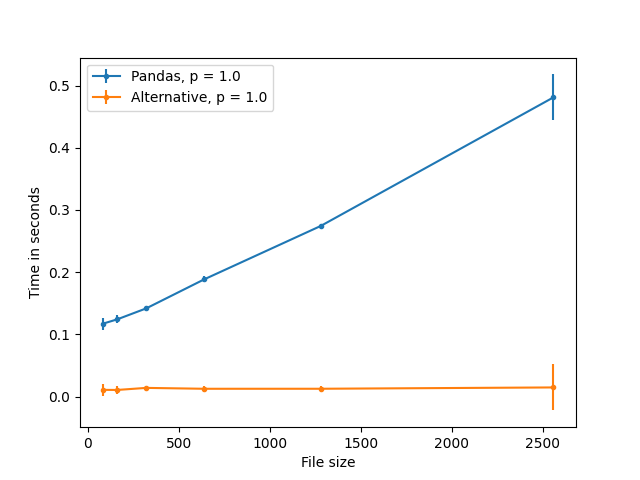 Pandas, p = 1.0
Alternative, p = 1.0
0.5
0.4
0.3
0.2
0.1
0.0
Time in seconds
0 500 1000 1500 2000 2500
File size